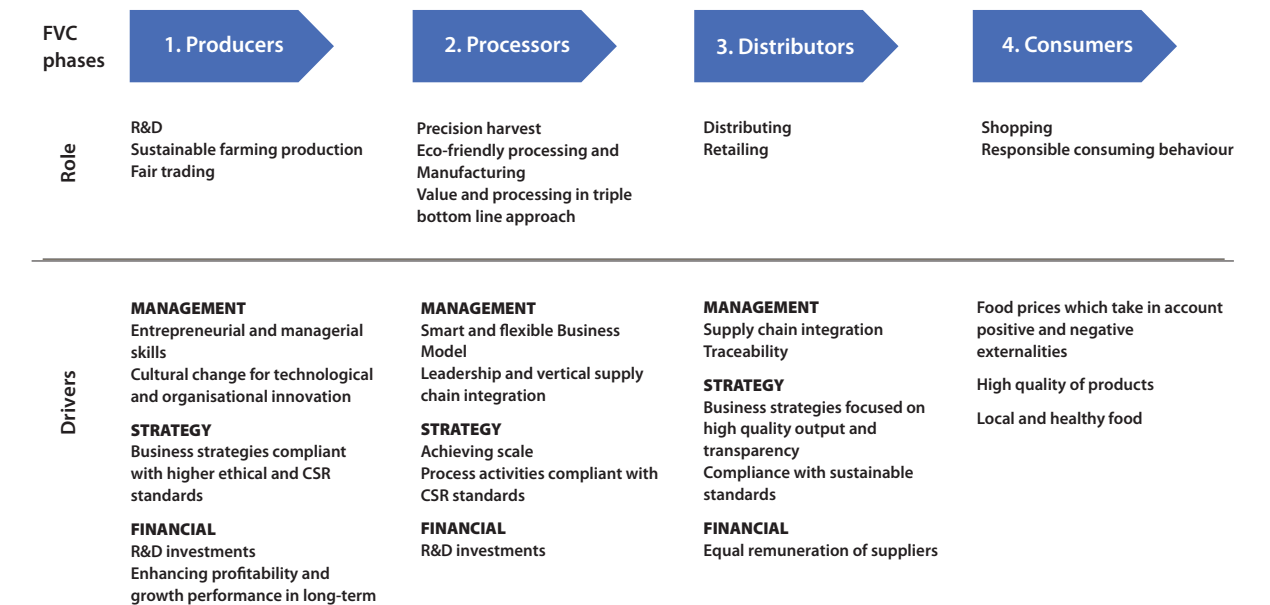 FVC
phases
1. Producers
2. Processors
3. Distributors
4. Consumers
Role
R&D
Sustainable farming production
Fair trading
Precision harvest
Eco-friendly processing and
Manufacturing
Value and processing in triple
bottom line approach
Distributing
Retailing
Shopping
Responsible consuming behaviour
Drivers
MANAGEMENT
Entrepreneurial and managerial
skills
Cultural change for technological
and organisational innovation
STRATEGY
Business strategies compliant
with higher ethical and CSR
standards
FINANCIAL
R&D investments
Enhancing profitability and
growth performance in long-term
MANAGEMENT
Smart and flexible Business
Model
Leadership and vertical supply
chain integration
STRATEGY
Achieving scale
Process activities compliant with
CSR standards
FINANCIAL
R&D investments
MANAGEMENT
Supply chain integration
Traceability
STRATEGY
Business strategies focused on
high quality output and
transparency
Compliance with sustainable
standards
FINANCIAL
Equal remuneration of suppliers
Food prices which take in account
positive and negative
externalities
High quality of products
Local and healthy food